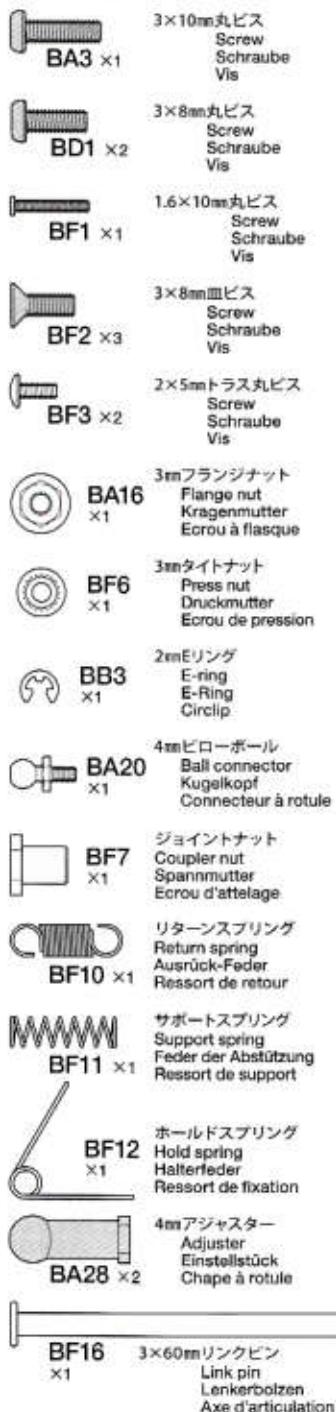 3×10㎜丸ビス
Screw
Schraube
Vis
BA3 ×1
3×8㎜丸ビス
Screw
Schraube
Vis
BD1 ×2
1.6×10㎜丸ビス
Screw
Schraube
Vis
BF1 ×1
3×8㎜皿ビス
Screw
Schraube
Vis
BF2 ×3
2×5㎜トラス丸ビス
Screw
Schraube
Vis
BF3 ×2
BA16
×1
3㎜フランジナット
Flange nut
Kragenmutter
Ecrou à flasque
BF6
×1
3㎜タイトナット
Press nut
Druckmutter
Ecrou de pression
BB3
×1
2㎜Eリング
E-ring
E-Ring
Circlip
BA20
×1
4㎜ピローボール
Ball connector
Kugelkopf
Connecteur à rotule
BF7
×1
ジョイントナット
Coupler nut
Spannmutter
Ecrou d'attelage
BF10 ×1
リターンスプリング
Return spring
Ausrück-Feder
Ressort de retour
BF11 ×1
サポートスプリング
Support spring
Feder der Abstützung
Ressort de support
BF12
×1
ホールドスプリング
Hold spring
Halterfeder
Ressort de fixation
BA28 ×2
4㎜アジャスター
Adjuster
Einstellstück
Chape à rotule
BF16
×1
3×60㎜リンクピン
Link pin
Lenkerbolzen
Axe d'articulation